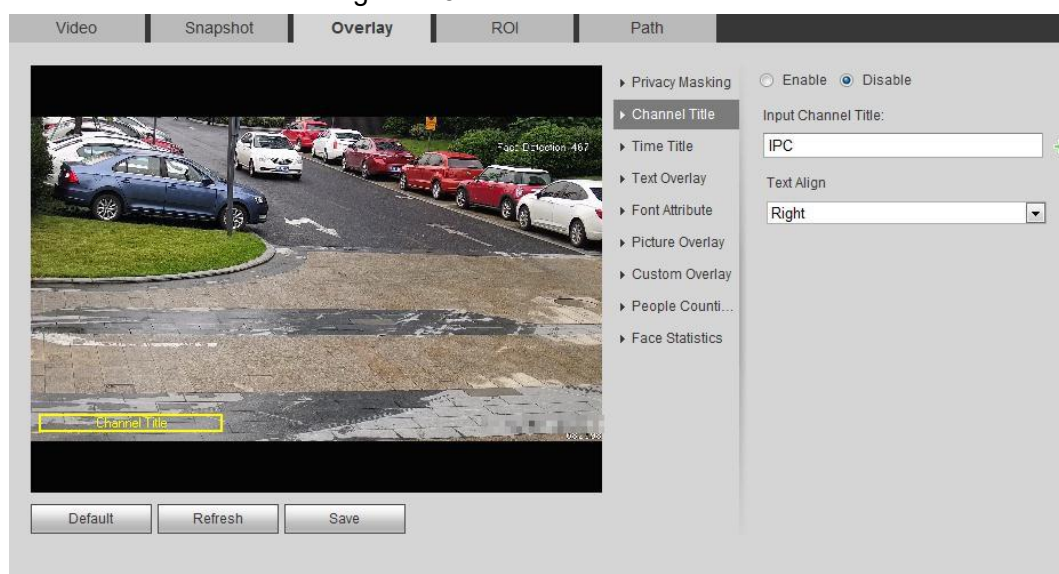 Video Snapshot Overlay ROI Path
Privacy Masking
Channel Title
Time Title
Text Overlay
Font Attribute
Picture Overlay
Custom Overlay
People Counti...
Face Statistics
Enable Disable
Input Channel Title:
IPC
Text Align
Right
Face Detection 467
Channel Title
Default Refresh Save